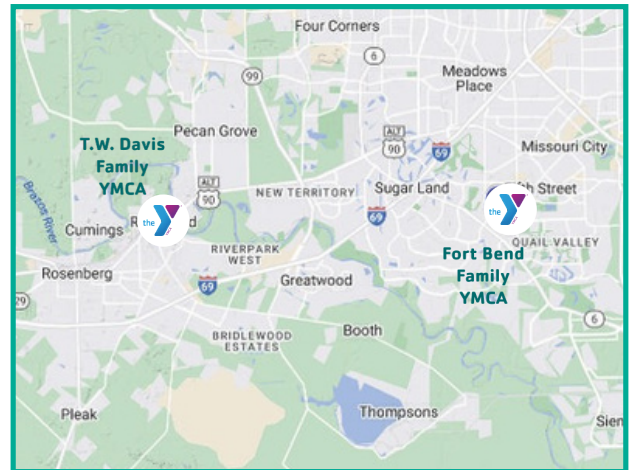 Four Corners
6
99
Meadows
Place
Pecan Grove
T.W. Davis
Family
YMCA
ALT
90
69
Missouri City
ALT
90
NEW TERRITORY
Sugar Land
Street
the
Y
69
the
Y
Brazos River
Cumings
RIVERPARK
WEST
QUAIL VALLEY
Fort Bend
Family
YMCA
Rosenberg
69
Greatwood
29
6
BRIDLEWOOD
ESTATES
Booth
Pleak
Thompsons
Sien